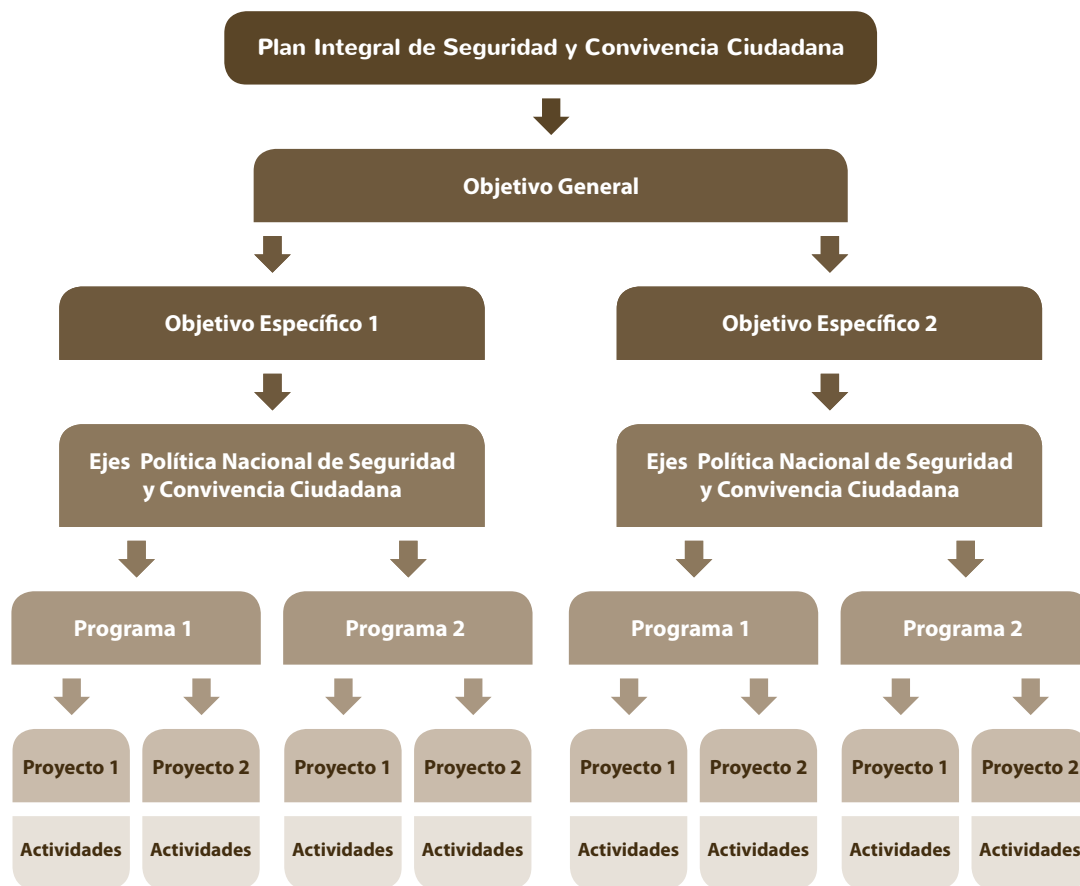 Plan Integral de Seguridad y Convivencia Ciudadana
Objetivo General
Objetivo Específico 1
Objetivo Específico 2
Ejes Política Nacional de Seguridad
y Convivencia Ciudadana
Ejes Política Nacional de Seguridad
y Convivencia Ciudadana
Programa 1
Programa 2
Programa 1
Programa 2
Proyecto 1
Proyecto 2
Proyecto 1
Proyecto 2
Proyecto 1
Proyecto 2
Proyecto 1
Proyecto 2
Actividades
Actividades
Actividades
Actividades
Actividades
Actividades
Actividades
Actividades